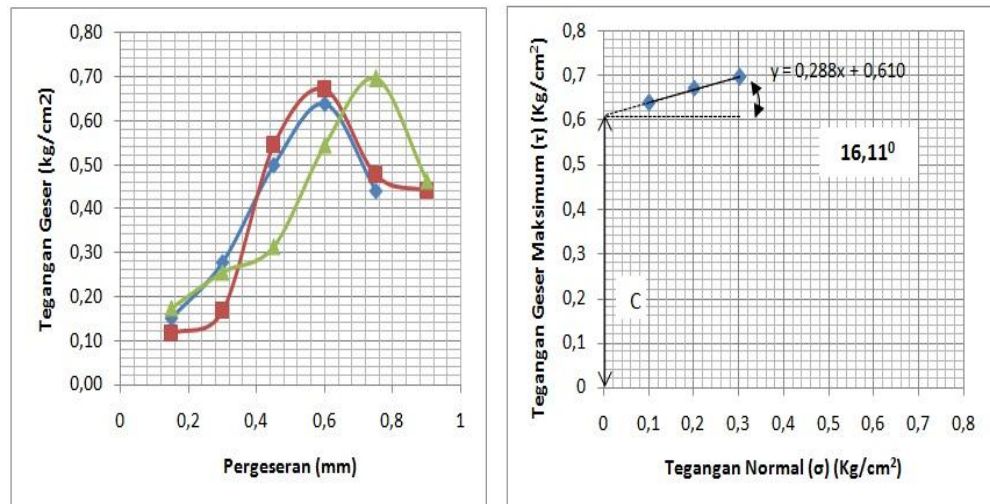 Tegangan Geser (kg/cm2)
0,80
0,70
0,60
0,50
0,40
0,30
0,20
0,10
0,00
0 0,2 0,4 0,6 0,8 1
Pergeseran (mm)
Tegangan Geser Maksimum (τ) (Kg/cm²)
0,8
0,7
0,6
0,5
0,4
0,3
0,2
0,1
0
y = 0,288x + 0,610
16,11⁰
C
0 0,1 0,2 0,3 0,4 0,5 0,6 0,7 0,8
Tegangan Normal (σ) (Kg/cm²)